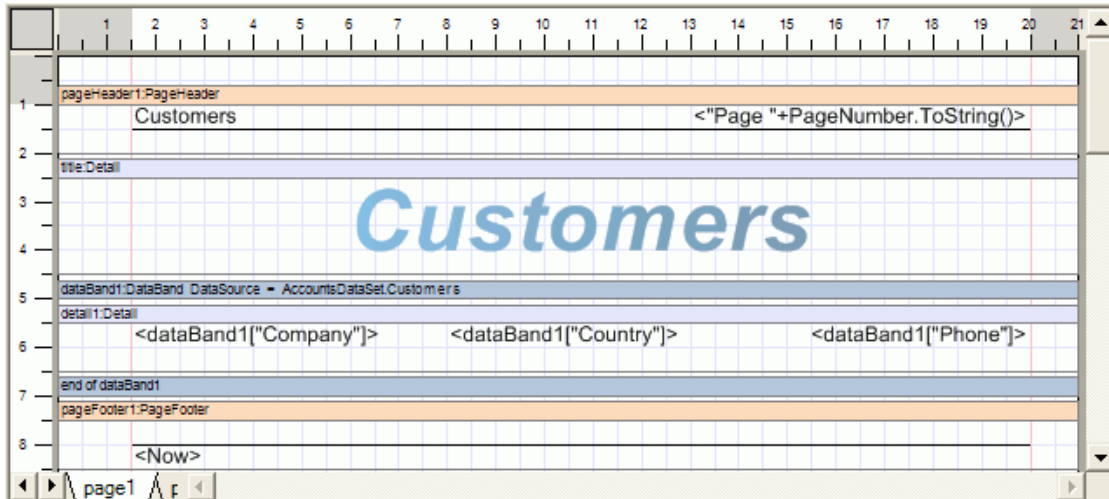 1 2 3 4 5 6 7 8 9 10 11 12 13 14 15 16 17 18 19 20 21
pageHeader1:PageHeader
1
Customers <"Page "+PageNumber.ToString()>
2
title:Detail
3
Customers
4
dataBand1:DataBand DataSource = AccountsDataSet.Customers
5
detail1:Detail
<dataBand1["Company"]> <dataBand1["Country"]> <dataBand1["Phone"]>
6
end of dataBand1
7
pageFooter1:PageFooter
8
<Now>
page1